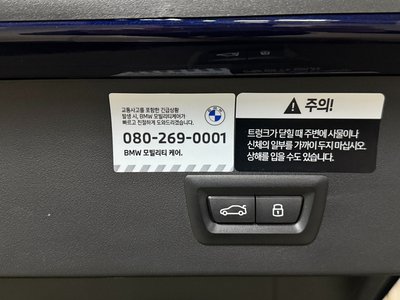 교통사고를 포함한 긴급상황
발생 시, BMW 모빌리티케어가
빠르고 친절하게 도와드리겠습니다.
080-269-0001
BMW 모빌리티 케어.
주의!
트렁크가 닫힐 때 주변에 사물이나
신체의 일부를 가까이 두지 마십시오.
상해를 입을 수도 있습니다.